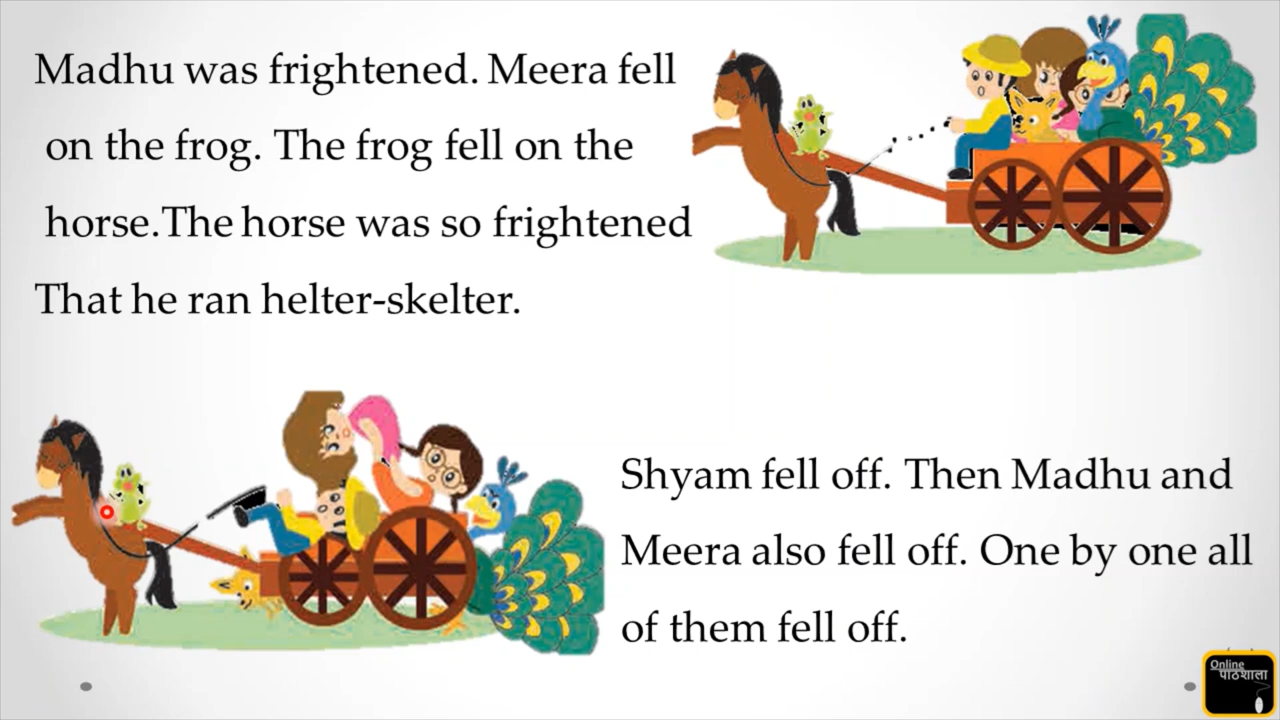 Madhu was frightened. Meera fell
on the frog. The frog fell on the
horse.The horse was so frightened
That he ran helter-skelter.
Shyam fell off. Then Madhu and
Meera also fell off. One by one all
of them fell off.
Online
पाठशाला